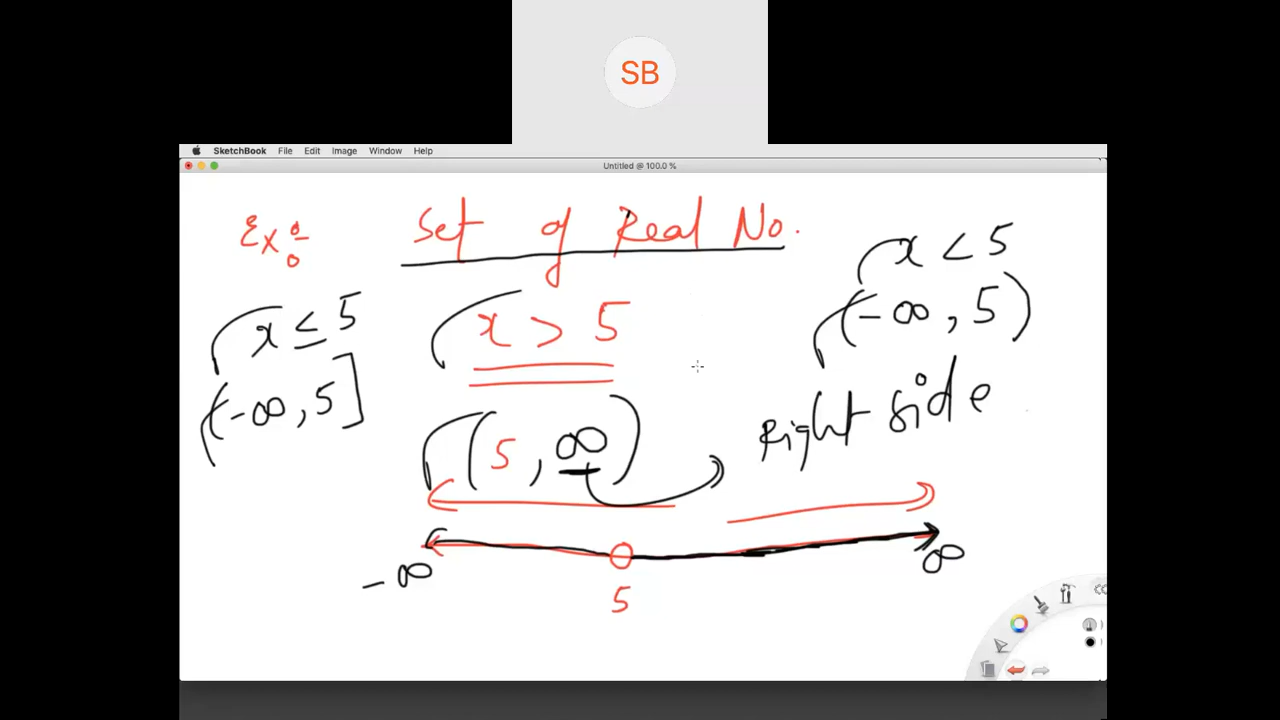 SB
SketchBook File Edit Image Window Help
Untitled @ 100.0 %
Ex: Set of Real No.
x < 5
(-∞, 5)
x ≤ 5
(-∞, 5]
x > 5
(5, ∞)
Right side
-∞
∞
5